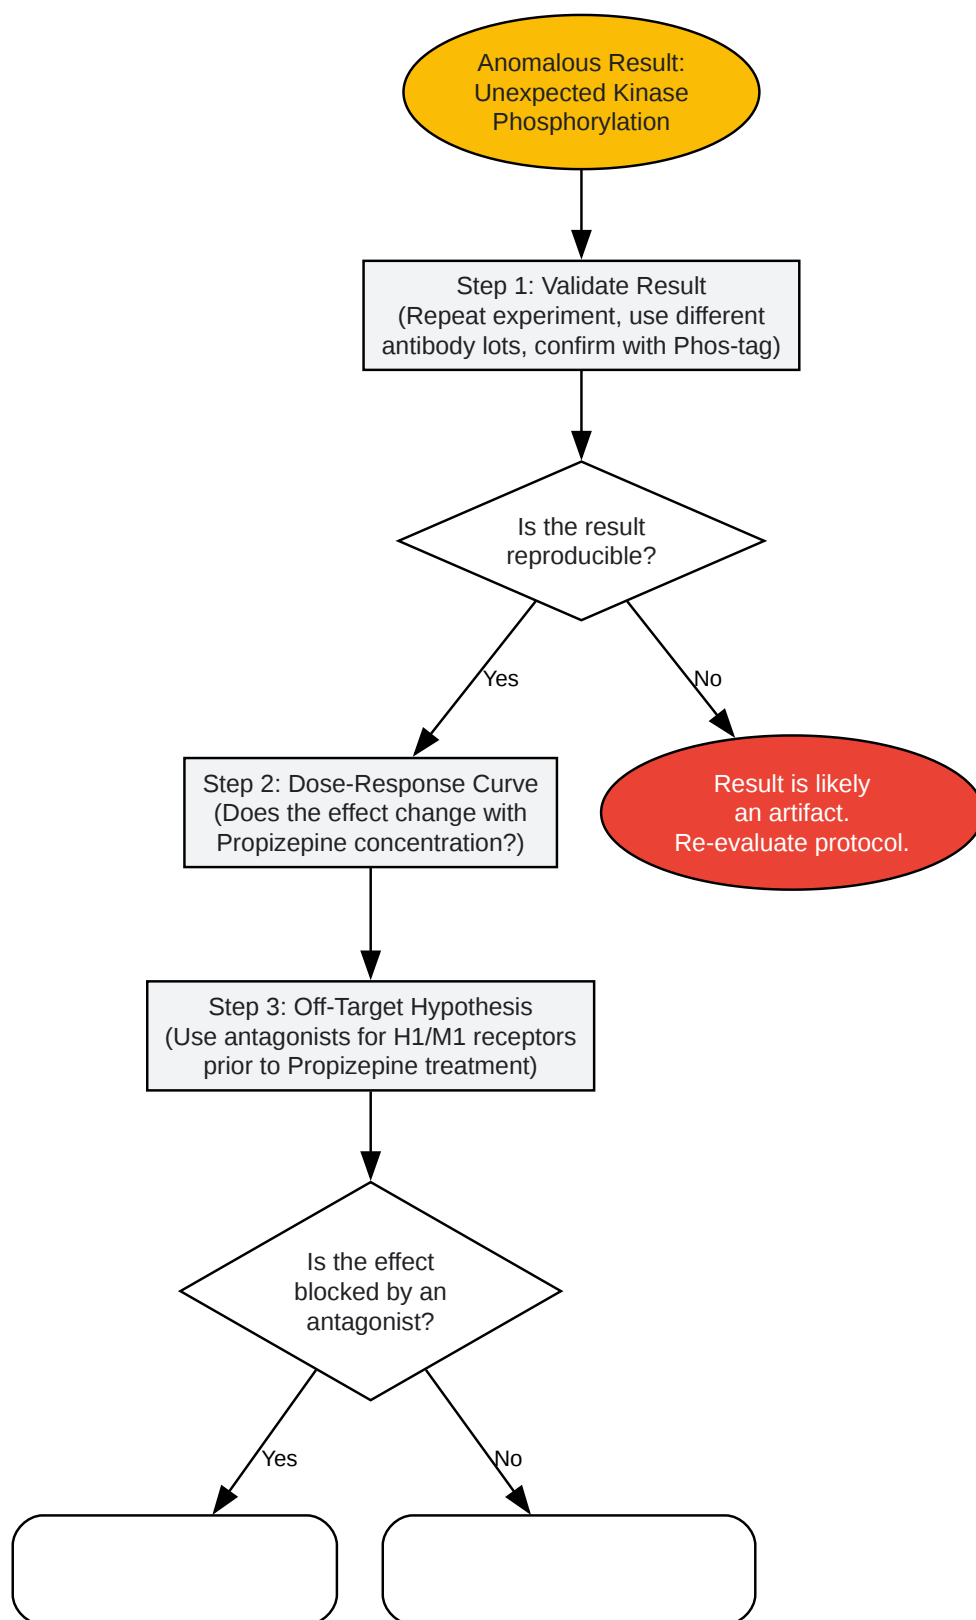 Anomalous Result:
Unexpected Kinase
Phosphorylation
Step 1: Validate Result
(Repeat experiment, use different
antibody lots, confirm with Phos-tag)
Is the result
reproducible?
Yes
No
Step 2: Dose-Response Curve
(Does the effect change with
Propizepine concentration?)
Result is likely
an artifact.
Re-evaluate protocol.
Step 3: Off-Target Hypothesis
(Use antagonists for H1/M1 receptors
prior to Propizepine treatment)
Is the effect
blocked by an
antagonist?
Yes
No